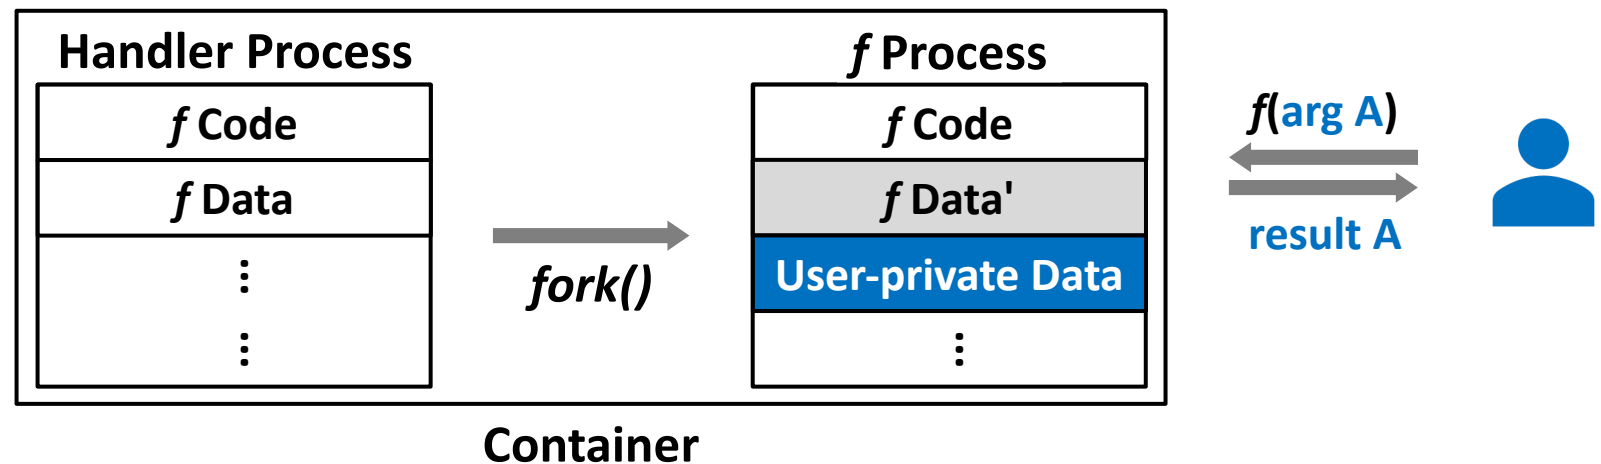 Handler Process
f Code
f Data
⋮
⋮
fork()
f Process
f Code
f Data'
User-private Data
⋮
Container
f(arg A)
result A